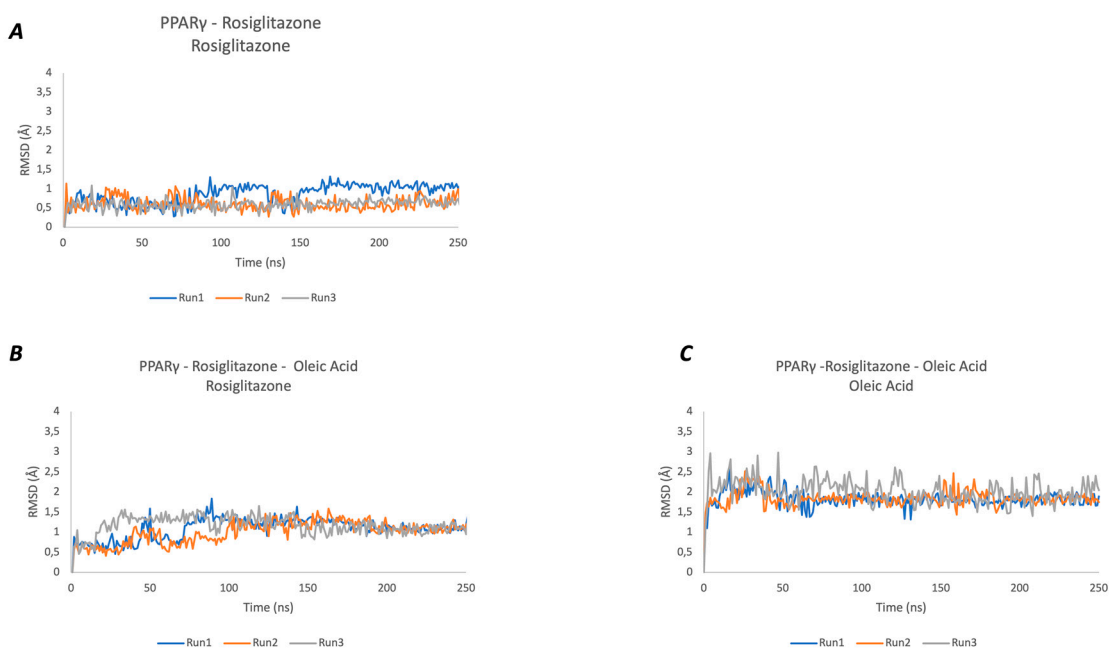 A
PPARγ - Rosiglitazone
Rosiglitazone
4
3,5
3
2,5
2
1,5
1
0,5
0
RMSD (Å)
0 50 100 150 200 250
Time (ns)
Run1 Run2 Run3
B
PPARγ - Rosiglitazone - Oleic Acid
Rosiglitazone
4
3,5
3
2,5
2
1,5
1
0,5
0
RMSD (Å)
0 50 100 150 200 250
Time (ns)
Run1 Run2 Run3
C
PPARγ -Rosiglitazone - Oleic Acid
Oleic Acid
4
3,5
3
2,5
2
1,5
1
0,5
0
RMSD (Å)
0 50 100 150 200 250
Time (ns)
Run1 Run2 Run3